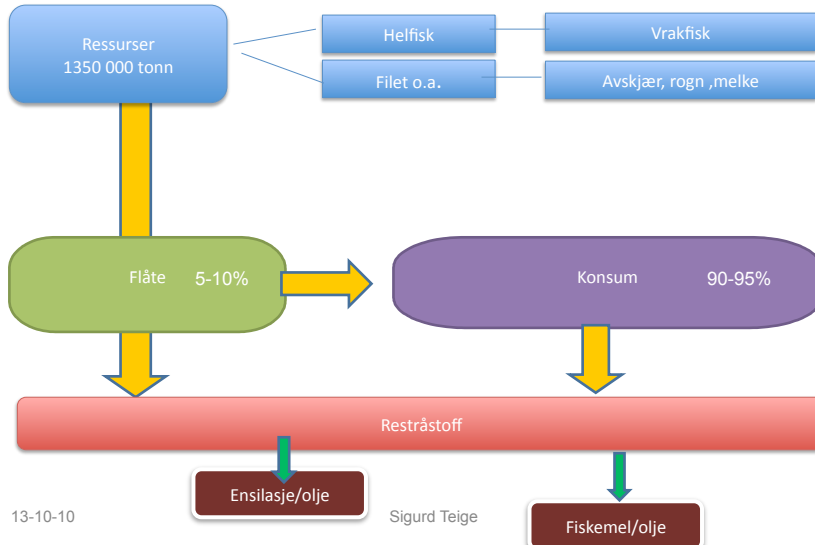 Ressurser
1350 000 tonn
Helfisk
Vrakfisk
Filet o.a.
Avskjær, rogn ,melke
Flåte 5-10%
Konsum 90-95%
Restråstoff
Ensilasje/olje
Fiskemel/olje
13-10-10
Sigurd Teige